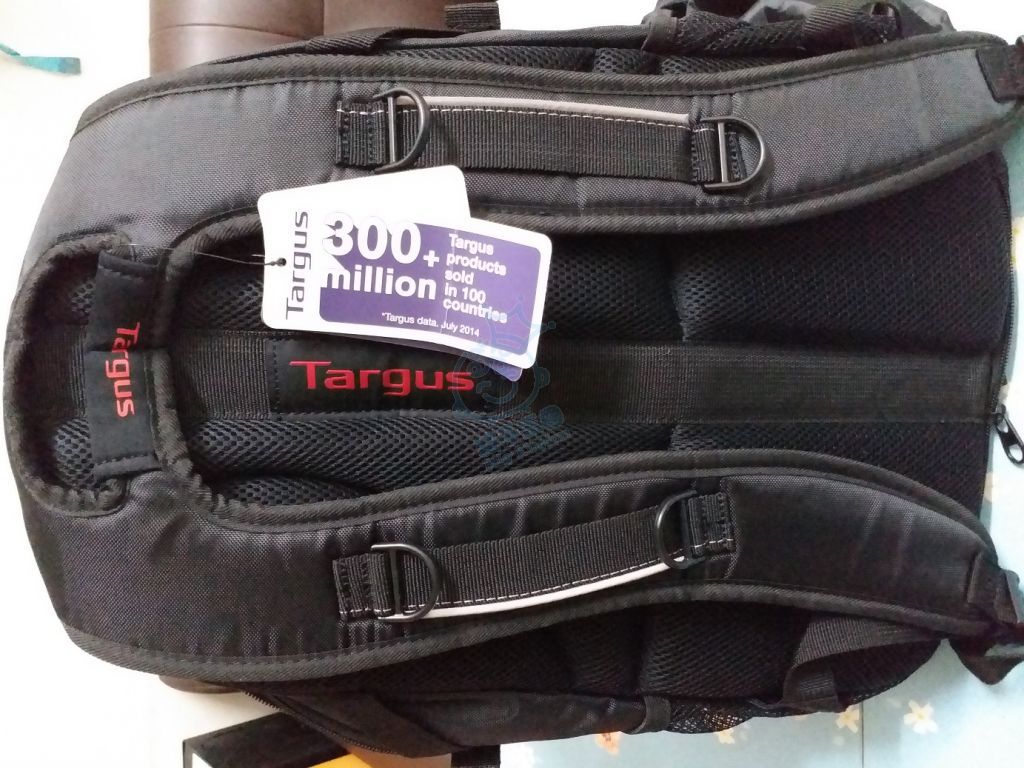 Targus
300+
million
Targus
products
sold
in 100
countries
*Targus data. July 2014
Targus
Targus